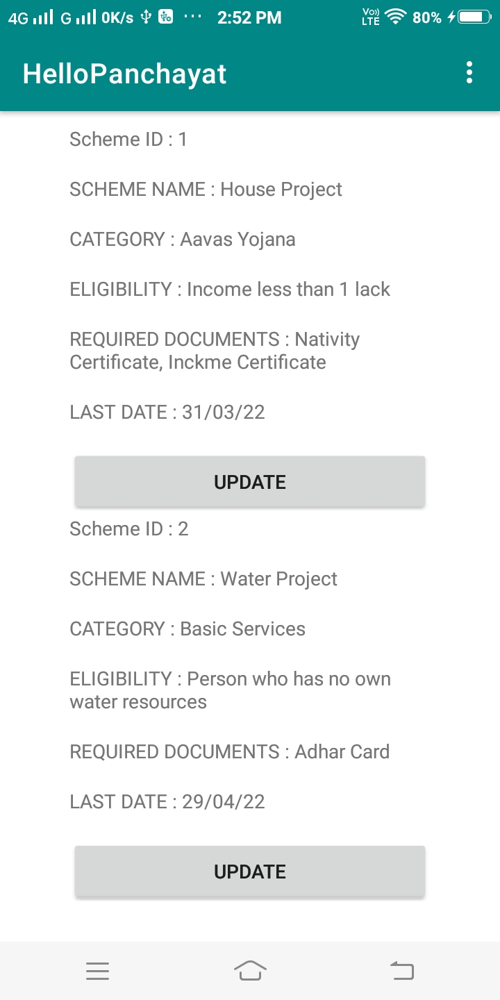 4G G 0K/s ... 2:52 PM Vo)) LTE 80%
HelloPanchayat
Scheme ID : 1
SCHEME NAME : House Project
CATEGORY : Aavas Yojana
ELIGIBILITY : Income less than 1 lack
REQUIRED DOCUMENTS : Nativity
Certificate, Inckme Certificate
LAST DATE : 31/03/22
UPDATE
Scheme ID : 2
SCHEME NAME : Water Project
CATEGORY : Basic Services
ELIGIBILITY : Person who has no own
water resources
REQUIRED DOCUMENTS : Adhar Card
LAST DATE : 29/04/22
UPDATE